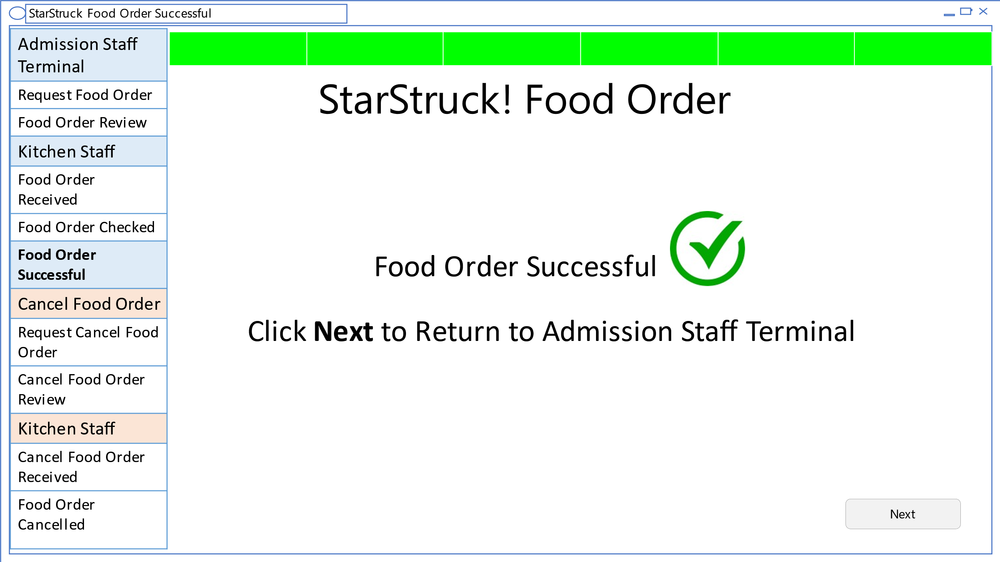 StarStruck Food Order Successful
Admission Staff
Terminal
Request Food Order
Food Order Review
Kitchen Staff
Food Order
Received
Food Order Checked
Food Order
Successful
Cancel Food Order
Request Cancel Food
Order
Cancel Food Order
Review
Kitchen Staff
Cancel Food Order
Received
Food Order
Cancelled
StarStruck! Food Order
Food Order Successful
Click Next to Return to Admission Staff Terminal
Next